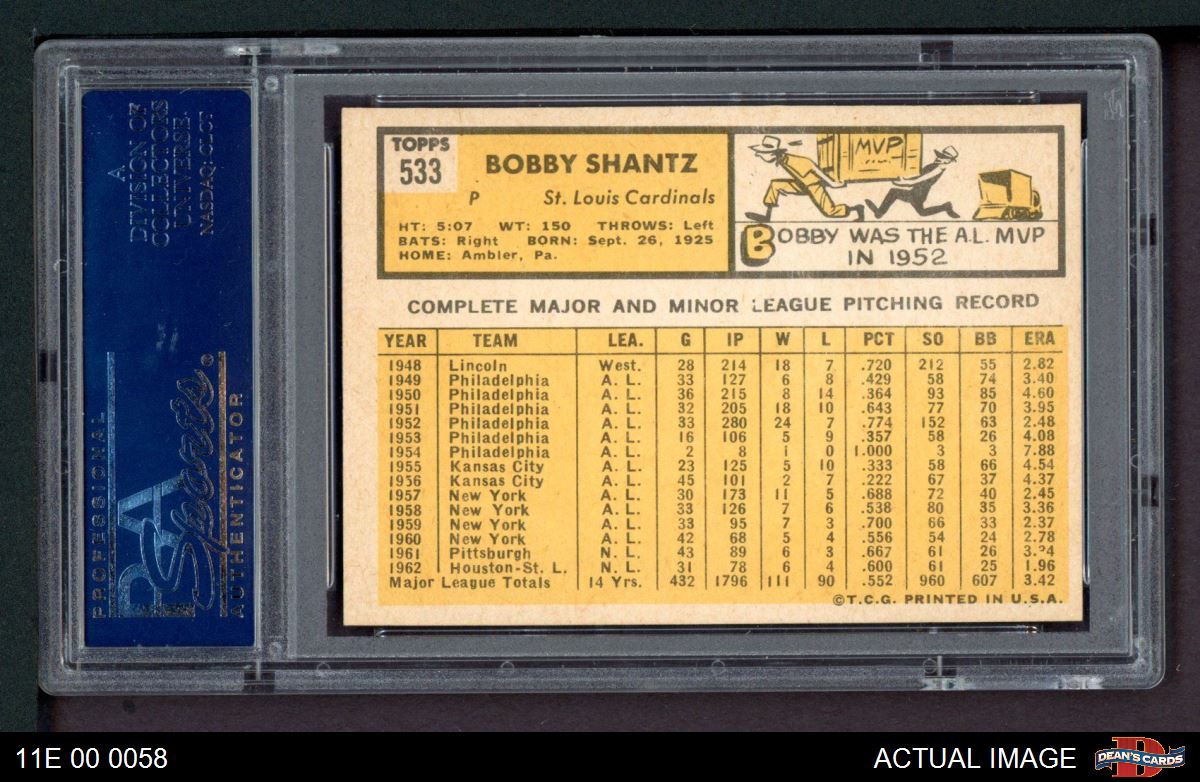 A
DIVISION OF
COLLECTORS
UNIVERSE
NASDAQ: CLCT
PROFESSIONAL
PSA
Sports®
AUTHENTICATOR
TOPPS
533
BOBBY SHANTZ
P St. Louis Cardinals
HT: 5:07 WT: 150 THROWS: Left
BATS: Right BORN: Sept. 26, 1925
HOME: Ambler, Pa.
MVP
BOBBY WAS THE A.L. MVP
IN 1952
COMPLETE MAJOR AND MINOR LEAGUE PITCHING RECORD
YEAR TEAM LEA. G IP W L PCT SO BB ERA
1948 Lincoln West. 28 214 18 7 .720 212 55 2.82
1949 Philadelphia A. L. 33 127 6 8 .429 58 74 3.40
1950 Philadelphia A. L. 36 215 8 14 .364 93 85 4.60
1951 Philadelphia A. L. 32 205 18 10 .643 77 70 3.95
1952 Philadelphia A. L. 33 280 24 7 .774 152 63 2.48
1953 Philadelphia A. L. 16 106 5 9 .357 58 26 4.08
1954 Philadelphia A. L. 2 8 1 0 1.000 3 3 7.88
1955 Kansas City A. L. 23 125 5 10 .333 58 66 4.54
1956 Kansas City A. L. 45 101 2 7 .222 67 37 4.37
1957 New York A. L. 30 173 11 5 .688 72 40 2.45
1958 New York A. L. 33 126 7 6 .538 80 35 3.36
1959 New York A. L. 33 95 7 3 .700 66 33 2.37
1960 New York A. L. 42 68 5 4 .556 54 24 2.78
1961 Pittsburgh N. L. 43 89 6 3 .667 61 26
1962 Houston-St. L. N. L. 31 78 6 4 .600 61 25 1.96
Major League Totals 14 Yrs. 432 1796 111 90 .552 960 607 3.42
©T.C.G. PRINTED IN U.S.A.
11E 00 0058
ACTUAL IMAGE
DEAN'S CARDS